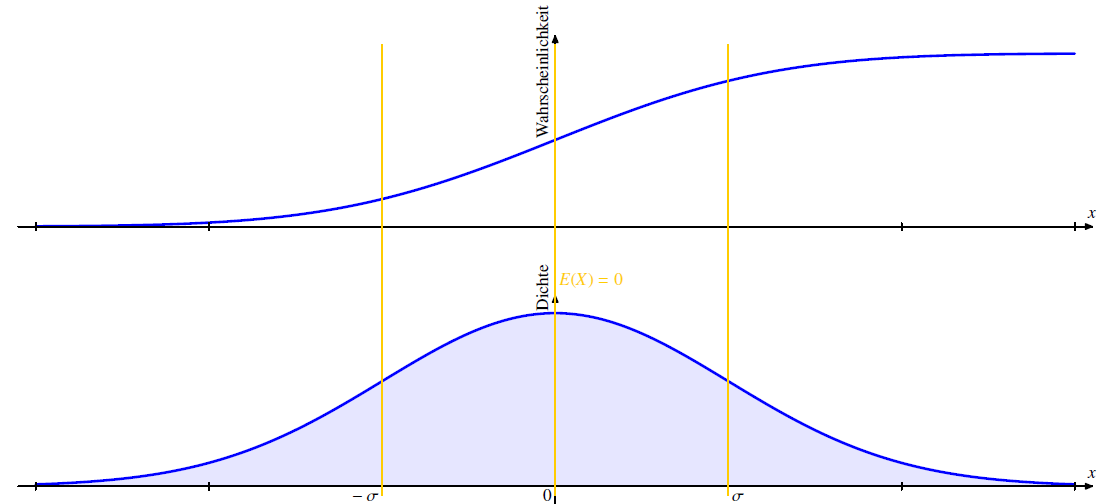 Wahrscheinlichkeit
x
Dichte
E(X) = 0
x
− σ
0
σ